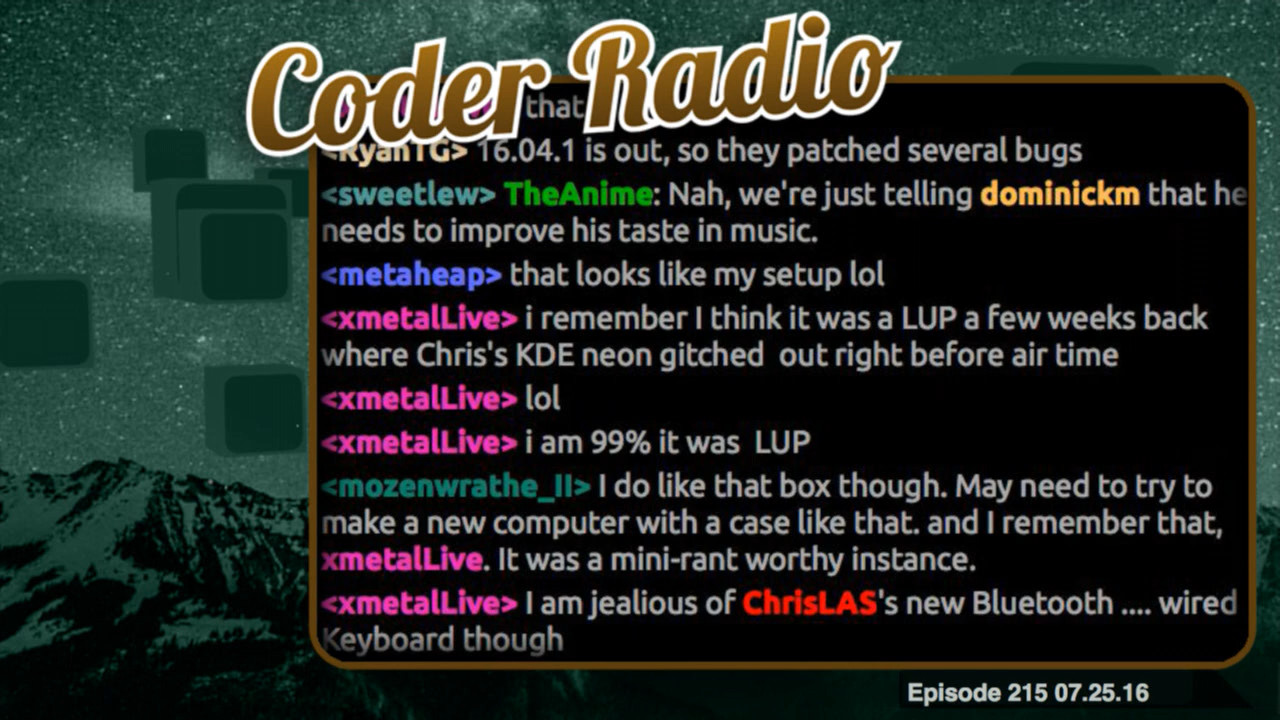 Coder Radio
that
<RyanTG> 16.04.1 is out, so they patched several bugs
<sweetlew> TheAnime: Nah, we're just telling dominickm that he
needs to improve his taste in music.
<metaheap> that looks like my setup lol
<xmetalLive> i remember I think it was a LUP a few weeks back
where Chris's KDE neon gitched  out right before air time
<xmetalLive> lol
<xmetalLive> i am 99% it was  LUP
<mozenwrathe_II> I do like that box though. May need to try to
make a new computer with a case like that. and I remember that,
xmetalLive. It was a mini-rant worthy instance.
<xmetalLive> I am jealious of ChrisLAS's new Bluetooth .... wired
Keyboard though
Episode 215 07.25.16